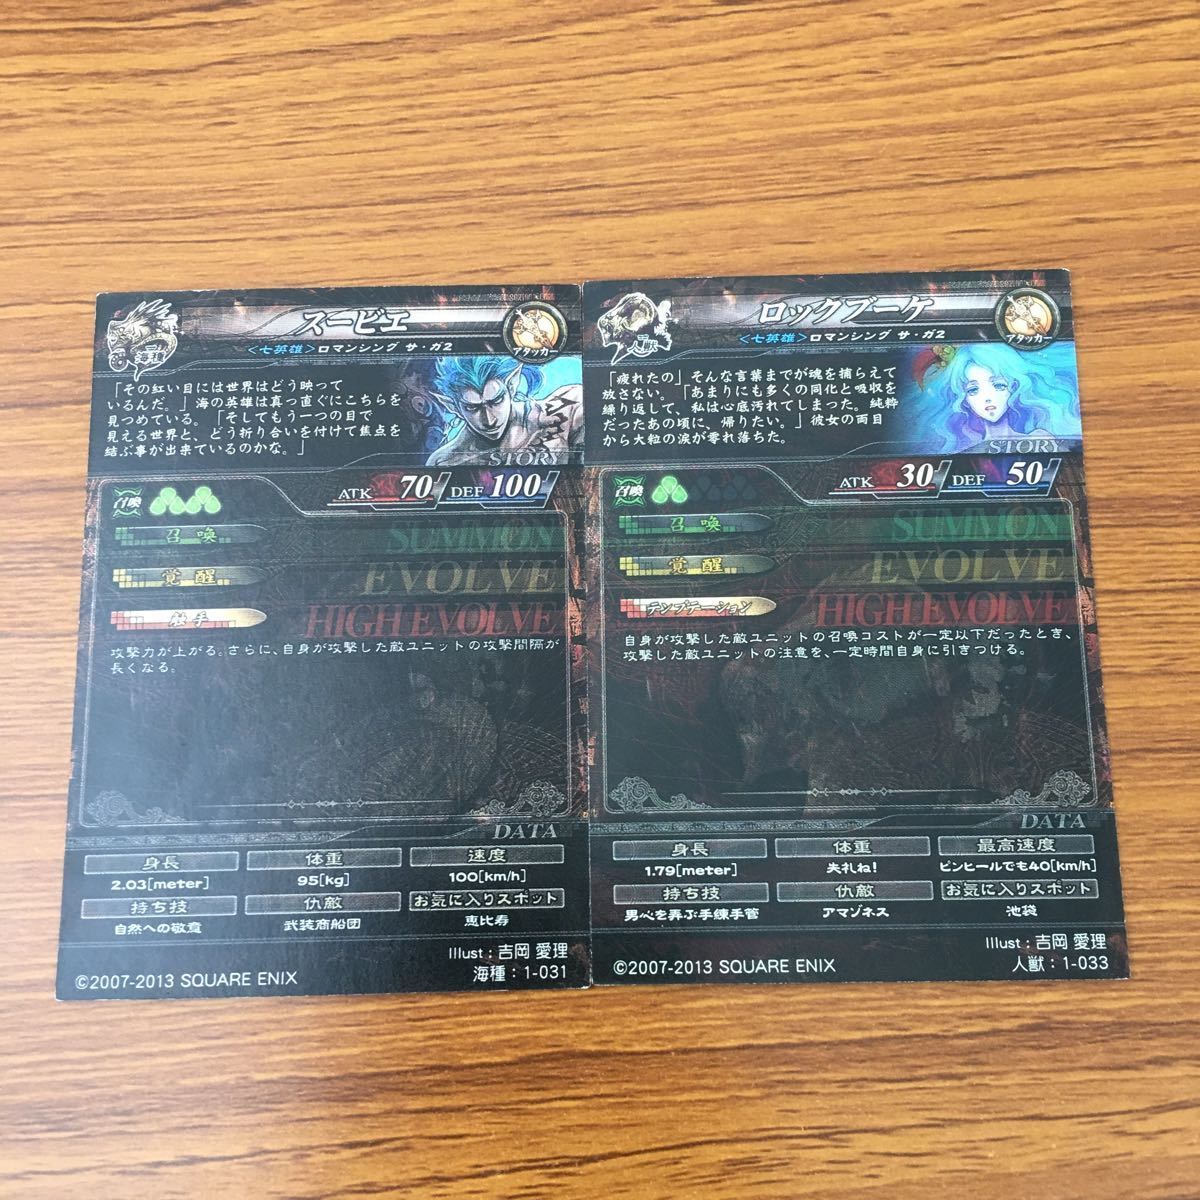 海種
スービエ
アタッカー
<七英雄>ロマンシング サ・ガ2
「その紅い目には世界はどう映って
いるんだ。」海の英雄は真っ直ぐにこちらを
見つめている。「そしてもう一つの目で
見える世界と、どう折り合いを付けて焦点を
結ぶ事が出来ているのかな。」
STORY
召喚
ATK 70 DEF 100
召喚 SUMMON
覚醒 EVOLVE
触手 HIGH EVOLVE
攻撃力が上がる。さらに、自身が攻撃した敵ユニットの攻撃間隔が
長くなる。
DATA
身長 体重 速度
2.03[meter] 95[kg] 100[km/h]
持ち技 仇敵 お気に入りスポット
自然への敬意 武装商船団 恵比寿
Illust:吉岡 愛理
©2007-2013 SQUARE ENIX 海種:1-031
人獣
ロックブーケ
アタッカー
<七英雄>ロマンシング サ・ガ2
「疲れたの」そんな言葉までが魂を捕らえて
放さない。「あまりにも多くの同化と吸収を
繰り返して、私は心底汚れてしまった。純粋
だったあの頃に、帰りたい。」彼女の両目
から大粒の涙が零れ落ちた。
STORY
召喚
ATK 30 DEF 50
召喚 SUMMON
覚醒 EVOLVE
テンプテーション HIGH EVOLVE
自身が攻撃した敵ユニットの召喚コストが一定以下だったとき、
攻撃した敵ユニットの注意を、一定時間自身に引きつける。
DATA
身長 体重 最高速度
1.79[meter] 失礼ね! ピンヒールでも40[km/h]
持ち技 仇敵 お気に入りスポット
男心を弄ぶ手練手管 アマゾネス 池袋
Illust:吉岡 愛理
©2007-2013 SQUARE ENIX 人獣:1-033